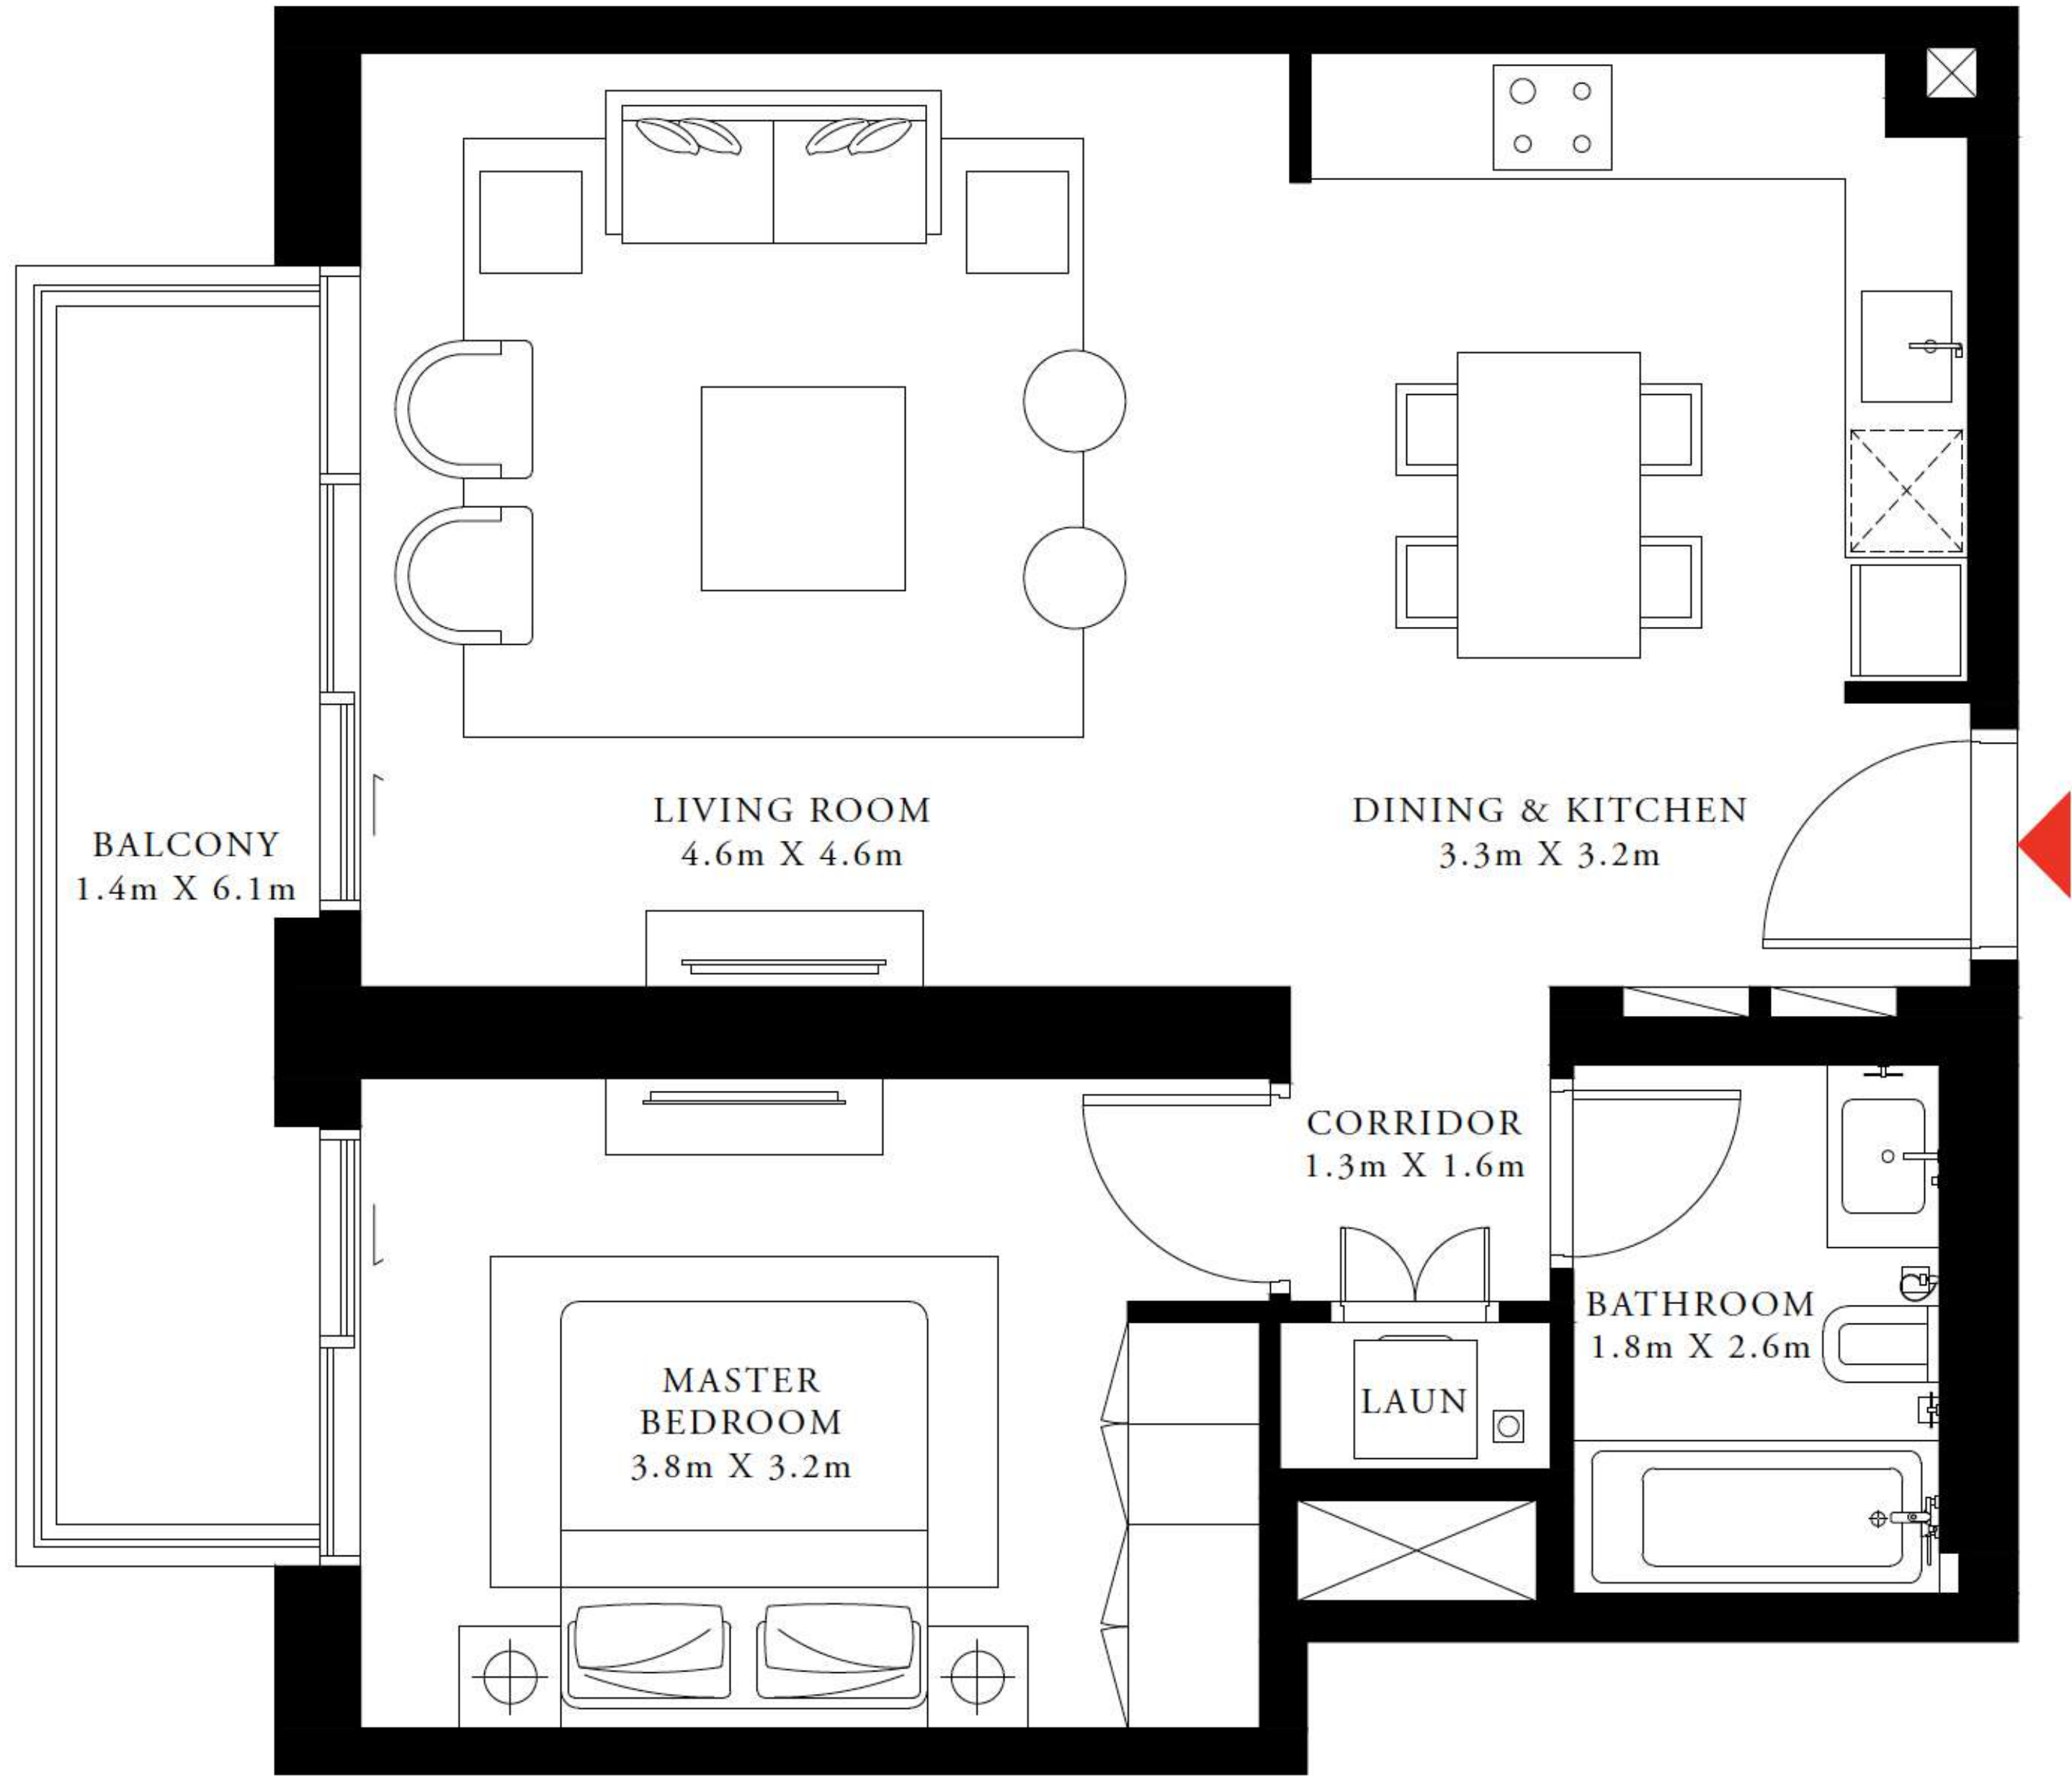 LIVING ROOM
4.6m X 4.6m
DINING & KITCHEN
3.3m X 3.2m
BALCONY
1.4m X 6.1m
CORRIDOR
1.3m X 1.6m
BATHROOM
1.8m X 2.6m
MASTER
BEDROOM
3.8m X 3.2m
LAUN